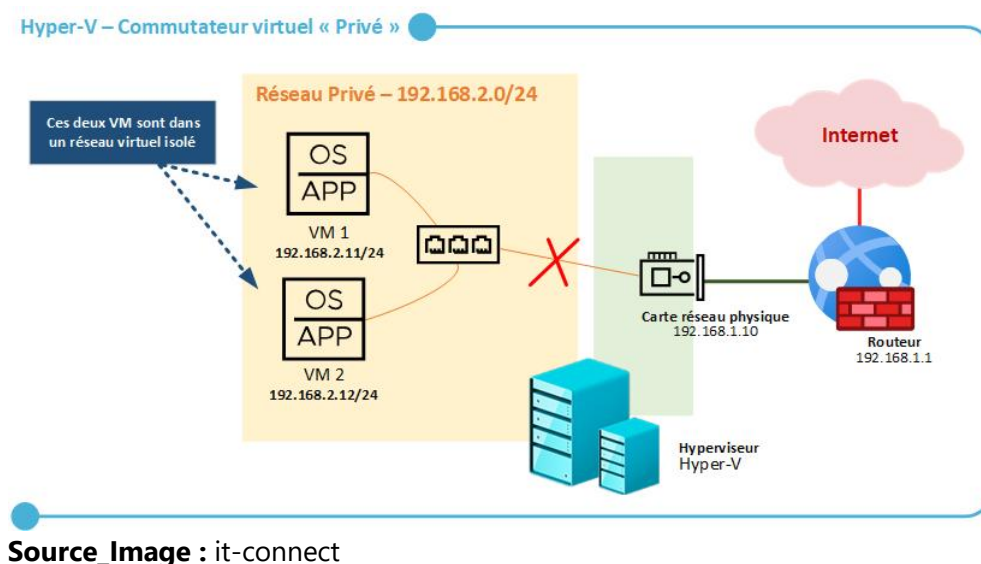 Hyper-V – Commutateur virtuel « Privé »
Réseau Privé – 192.168.2.0/24
Ces deux VM sont dans
un réseau virtuel isolé
OS
APP
VM 1
192.168.2.11/24
OS
APP
VM 2
192.168.2.12/24
Internet
Carte réseau physique
192.168.1.10
Routeur
192.168.1.1
Hyperviseur
Hyper-V
Source_Image : it-connect